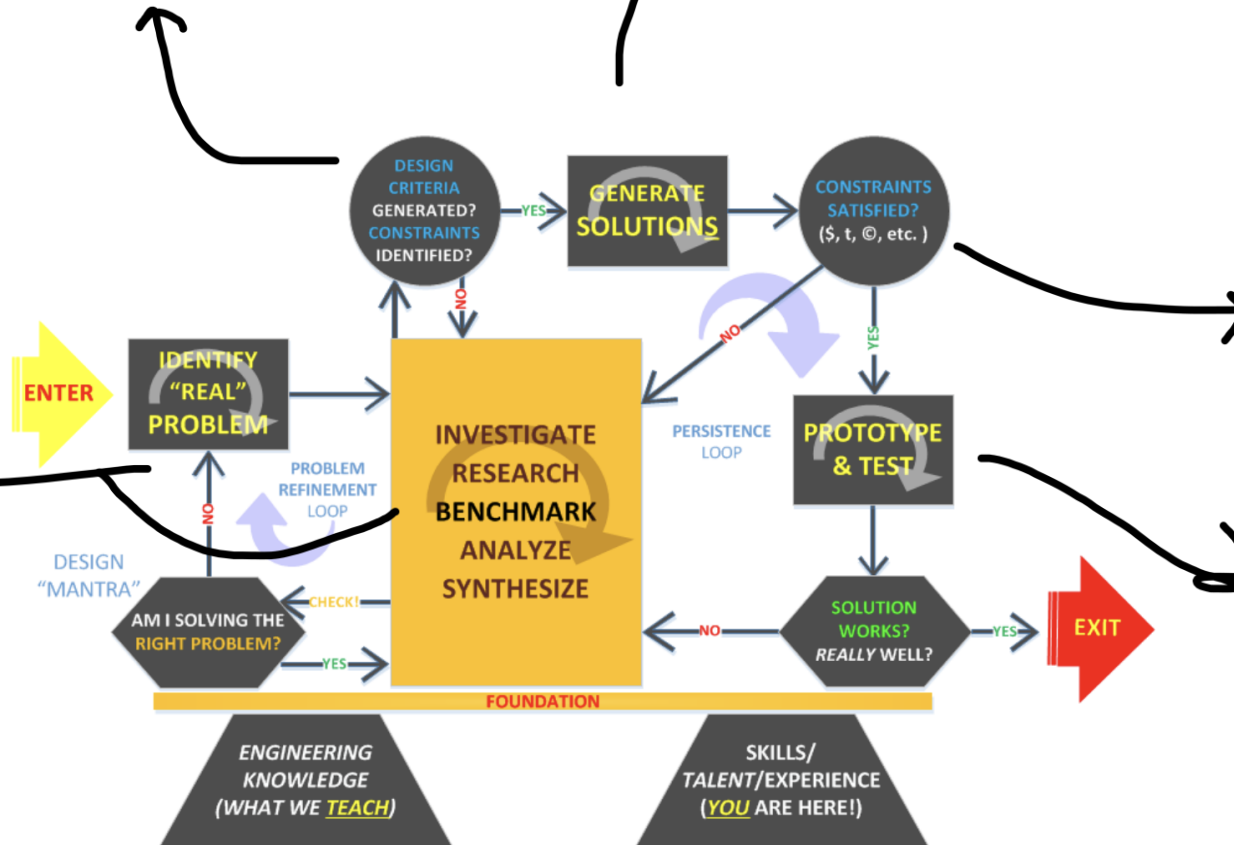 DESIGN
CRITERIA
GENERATED?
CONSTRAINTS
IDENTIFIED?
YES
GENERATE
SOLUTIONS
CONSTRAINTS
SATISFIED?
($, t, ©, etc. )
NO
NO
YES
ENTER
IDENTIFY
“REAL”
PROBLEM
INVESTIGATE
RESEARCH
BENCHMARK
ANALYZE
SYNTHESIZE
PERSISTENCE
LOOP
PROTOTYPE
& TEST
PROBLEM
REFINEMENT
LOOP
NO
DESIGN
“MANTRA”
CHECK!
AM I SOLVING THE
RIGHT PROBLEM?
YES
NO
SOLUTION
WORKS?
REALLY WELL?
YES
EXIT
FOUNDATION
ENGINEERING
KNOWLEDGE
(WHAT WE TEACH)
SKILLS/
TALENT/EXPERIENCE
(YOU ARE HERE!)